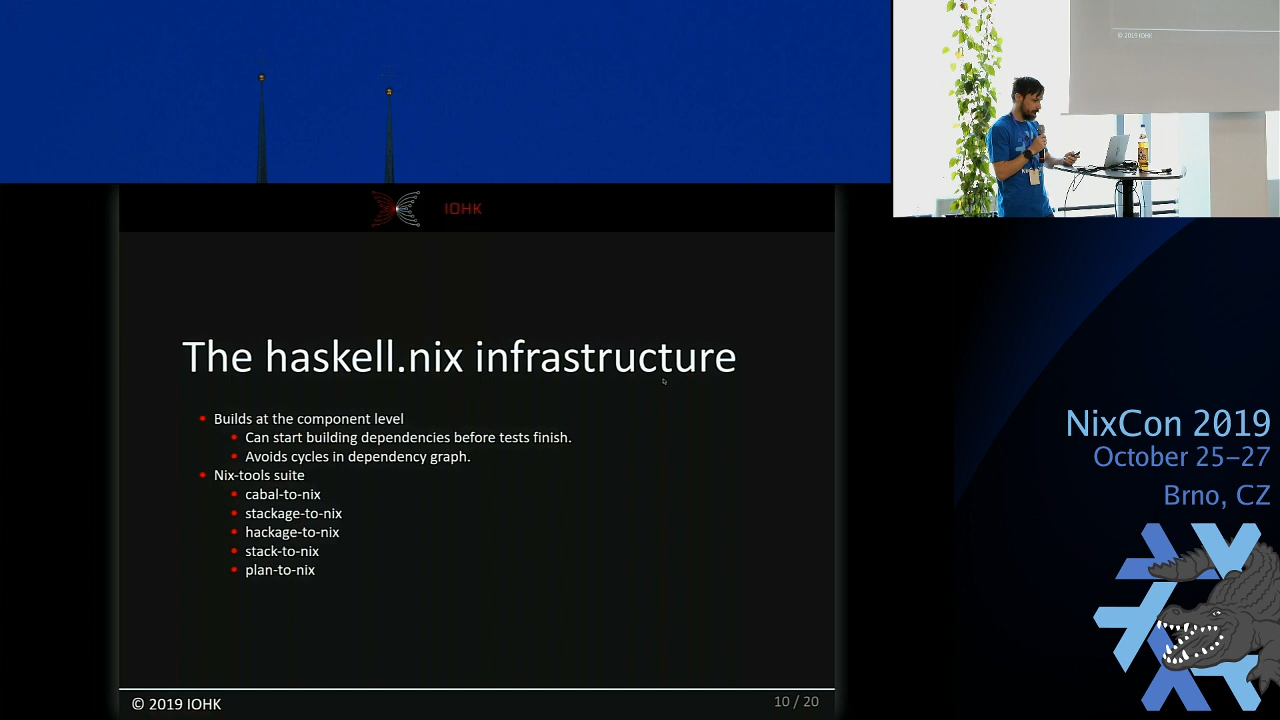 © 2019 IOHK
IOHK
The haskell.nix infrastructure
Builds at the component level
Can start building dependencies before tests finish.
Avoids cycles in dependency graph.
Nix-tools suite
cabal-to-nix
stackage-to-nix
hackage-to-nix
stack-to-nix
plan-to-nix
© 2019 IOHK
10 / 20
NixCon 2019
October 25–27
Brno, CZ